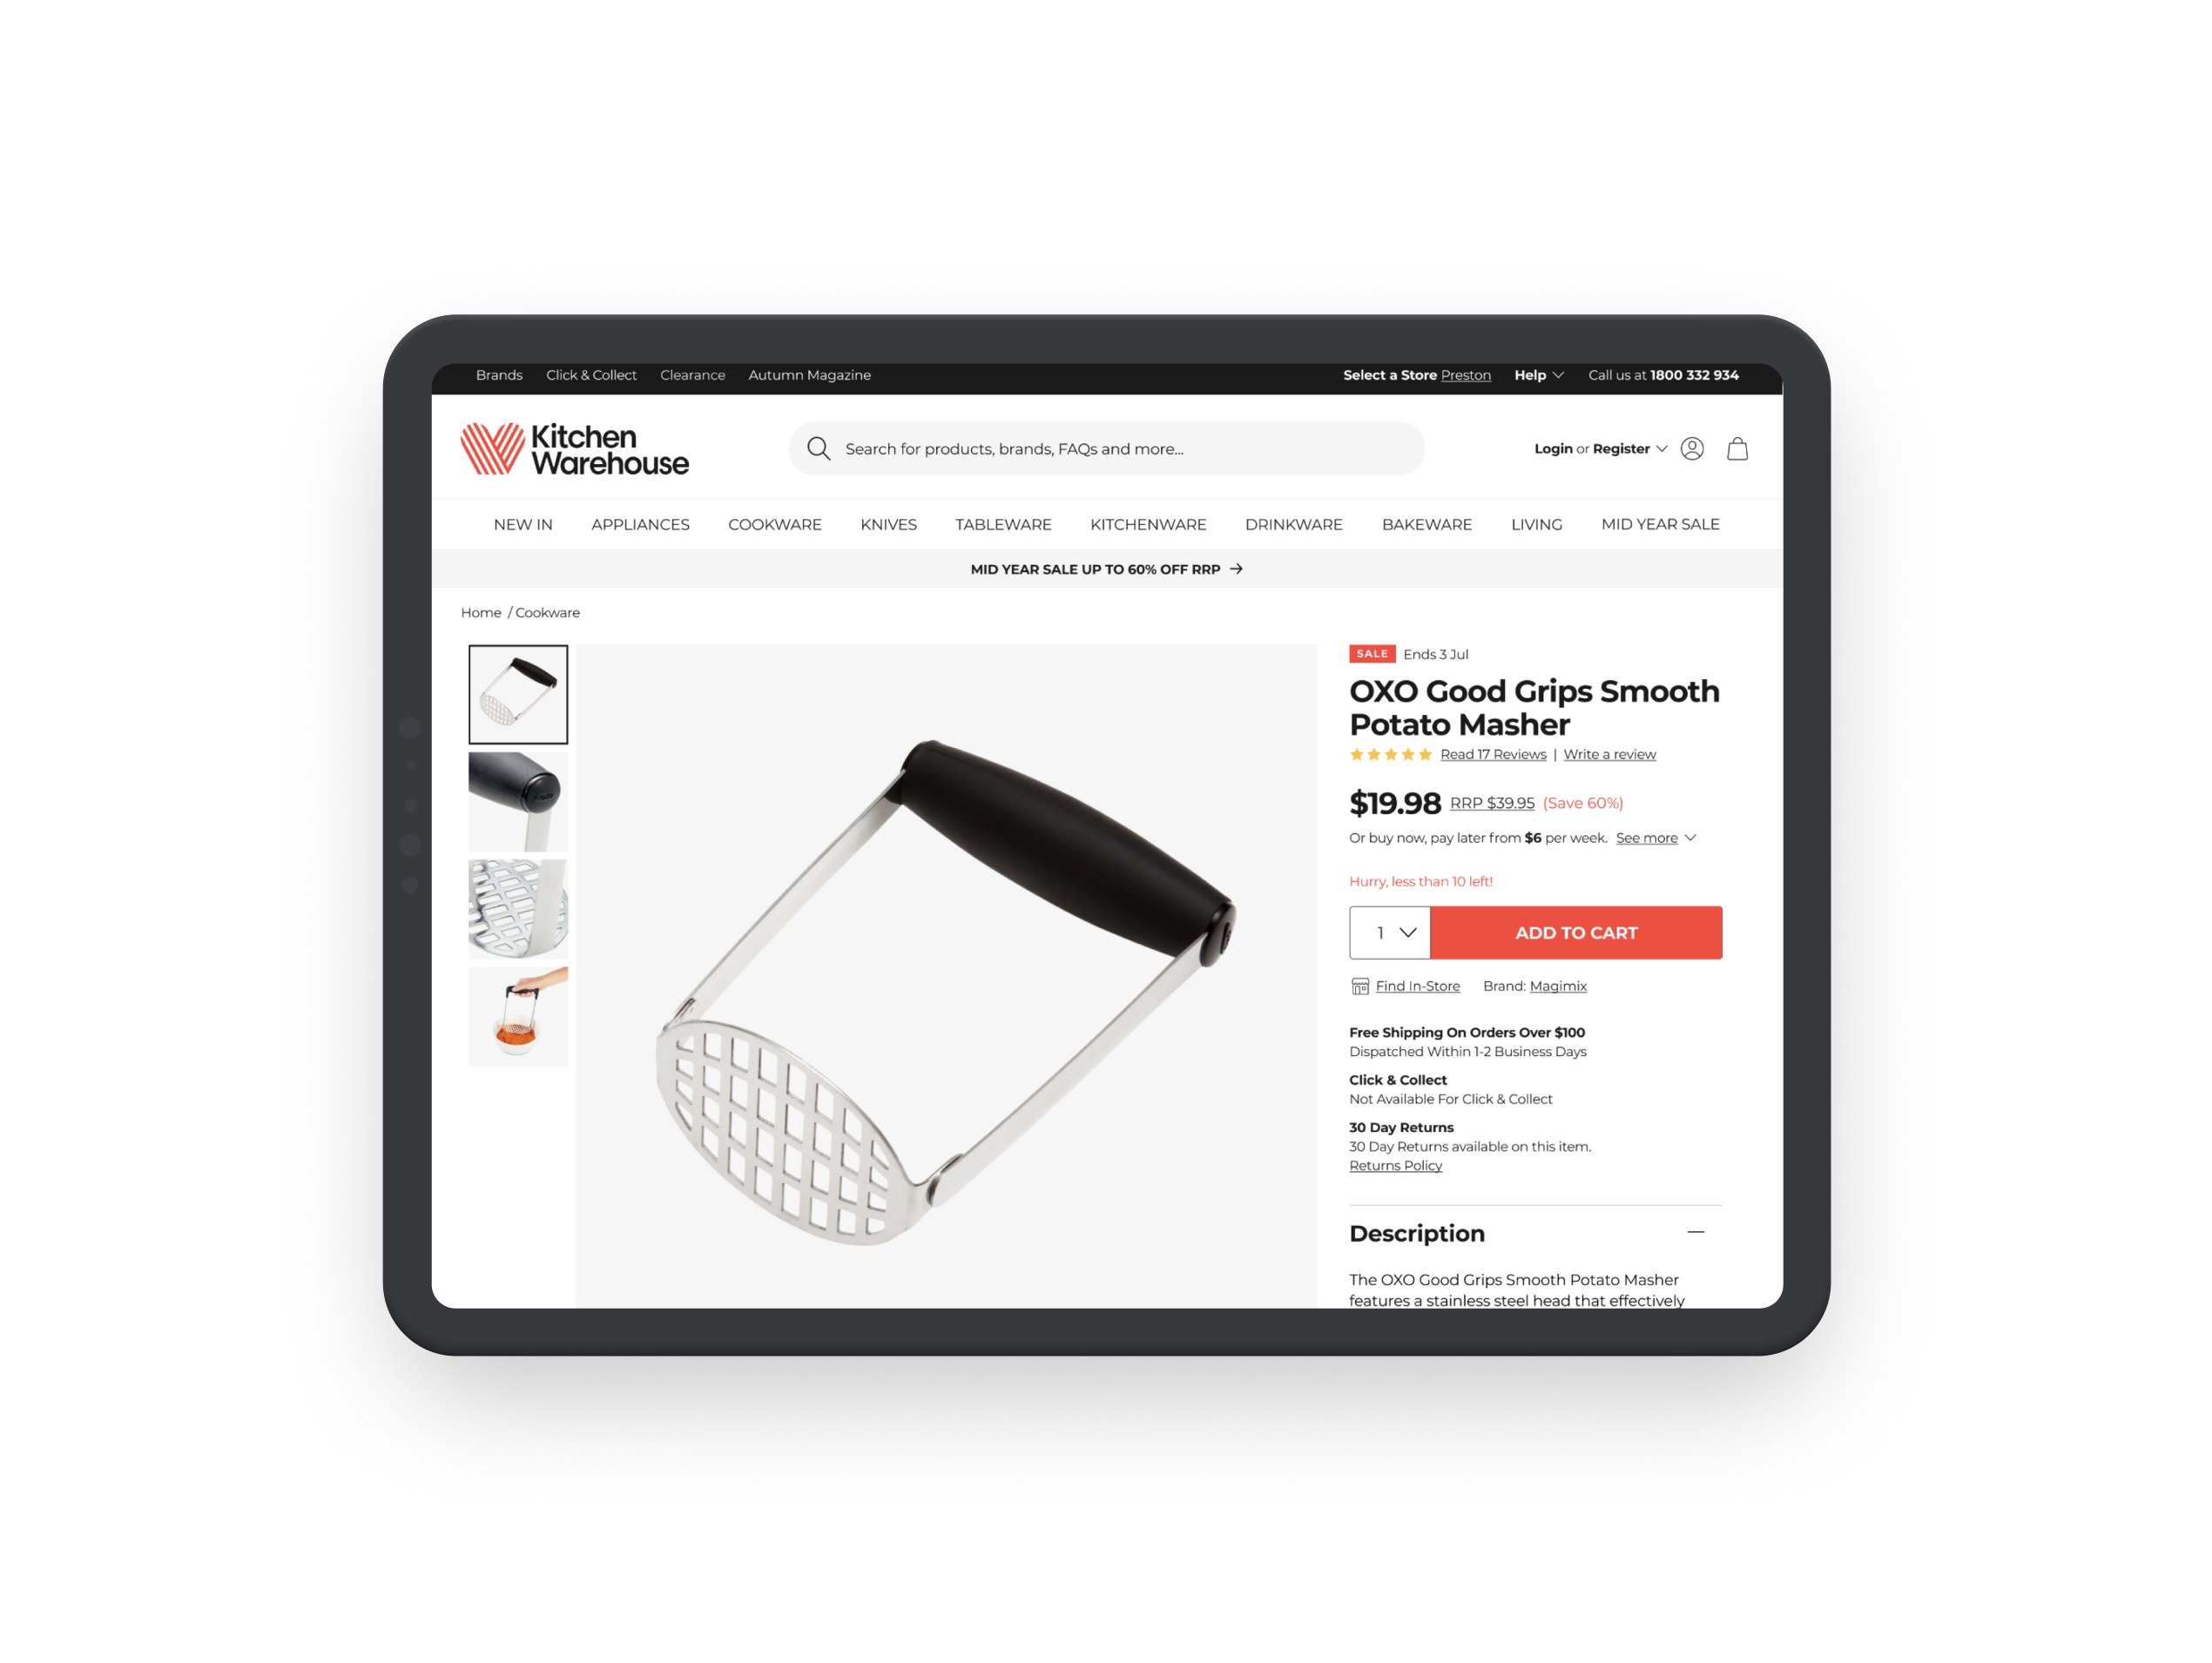 Brands Click & Collect Clearance Autumn Magazine Select a Store Preston Help Call us at 1800 332 934
Kitchen
Warehouse
Search for products, brands, FAQs and more...
Login or Register
NEW IN APPLIANCES COOKWARE KNIVES TABLEWARE KITCHENWARE DRINKWARE BAKEWARE LIVING MID YEAR SALE
MID YEAR SALE UP TO 60% OFF RRP →
Home / Cookware
SALE Ends 3 Jul
OXO Good Grips Smooth
Potato Masher
Read 17 Reviews | Write a review
$19.98 RRP $39.95 (Save 60%)
Or buy now, pay later from $6 per week. See more
Hurry, less than 10 left!
1 ADD TO CART
Find In-Store Brand: Magimix
Free Shipping On Orders Over $100
Dispatched Within 1-2 Business Days
Click & Collect
Not Available For Click & Collect
30 Day Returns
30 Day Returns available on this item.
Returns Policy
Description
The OXO Good Grips Smooth Potato Masher
features a stainless steel head that effectively